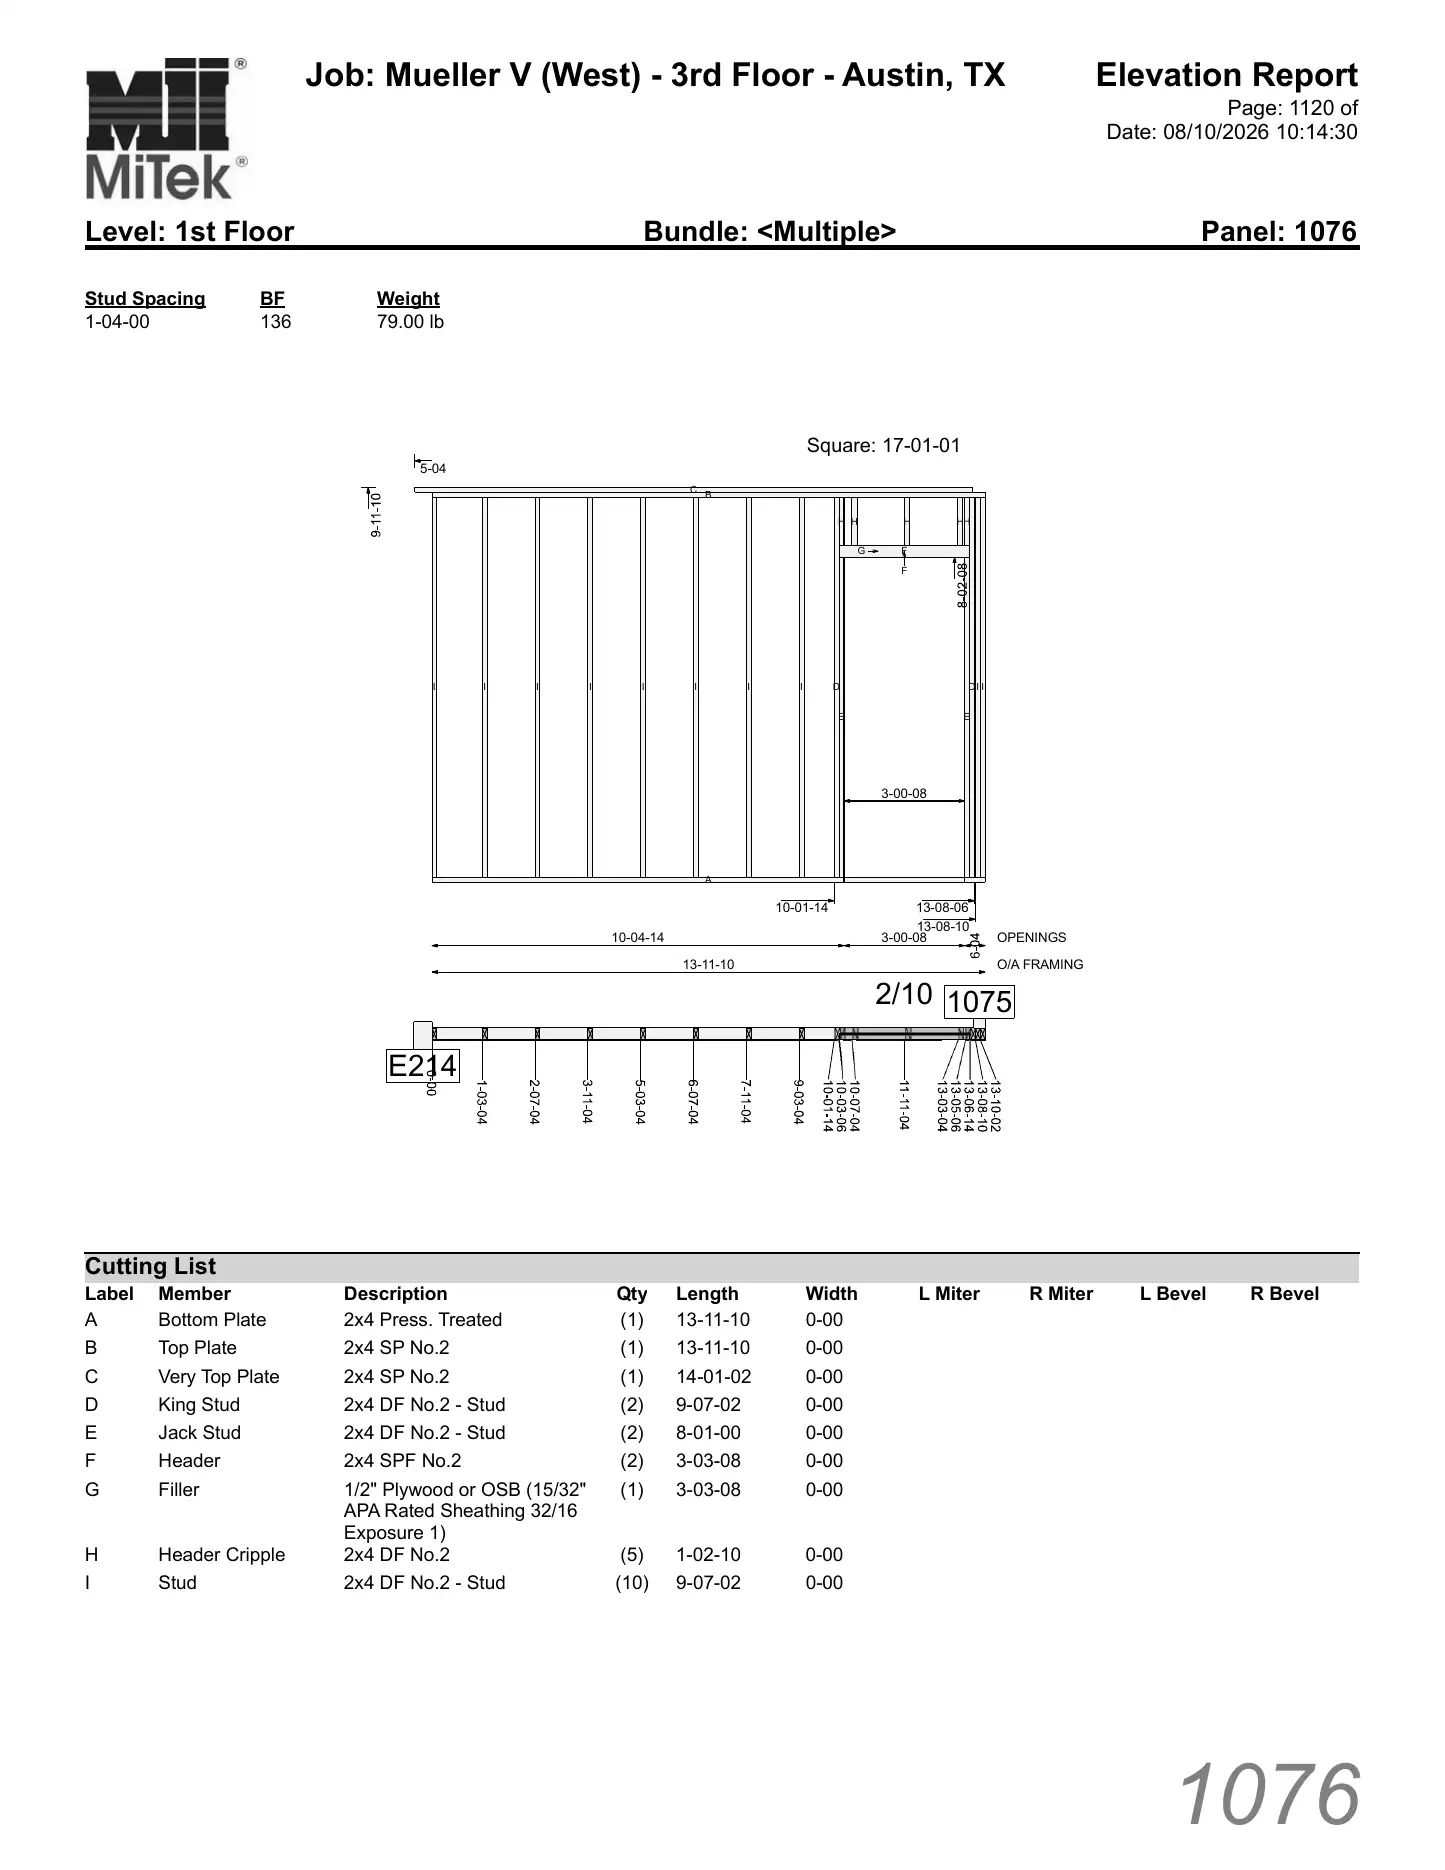 Job: Mueller V (West) - 3rd Floor - Austin, TX
Elevation Report
Page: 1120 of
Date: 08/10/2026 10:14:30
MiTek®
Level: 1st Floor Bundle: <Multiple> Panel: 1076
Stud Spacing BF Weight
1-04-00 136 79.00 lb
Square: 17-01-01
5-04
9-11-10
C
B
H H H H H
G F
F
8-02-08
I I I I I I I I D D I I
E E
3-00-08
A
10-01-14 13-08-06
13-08-10
10-04-14 3-00-08 6-04 OPENINGS
13-11-10 O/A FRAMING
2/10 1075
E214
0-00 1-03-04 2-07-04 3-11-04 5-03-04 6-07-04 7-11-04 9-03-04 10-01-14 10-03-06 10-07-04 11-11-04 13-03-04 13-05-06 13-06-14 13-08-10 13-10-02
Cutting List
Label Member Description Qty Length Width L Miter R Miter L Bevel R Bevel
A Bottom Plate 2x4 Press. Treated (1) 13-11-10 0-00
B Top Plate 2x4 SP No.2 (1) 13-11-10 0-00
C Very Top Plate 2x4 SP No.2 (1) 14-01-02 0-00
D King Stud 2x4 DF No.2 - Stud (2) 9-07-02 0-00
E Jack Stud 2x4 DF No.2 - Stud (2) 8-01-00 0-00
F Header 2x4 SPF No.2 (2) 3-03-08 0-00
G Filler 1/2" Plywood or OSB (15/32" (1) 3-03-08 0-00
APA Rated Sheathing 32/16
Exposure 1)
H Header Cripple 2x4 DF No.2 (5) 1-02-10 0-00
I Stud 2x4 DF No.2 - Stud (10) 9-07-02 0-00
1076